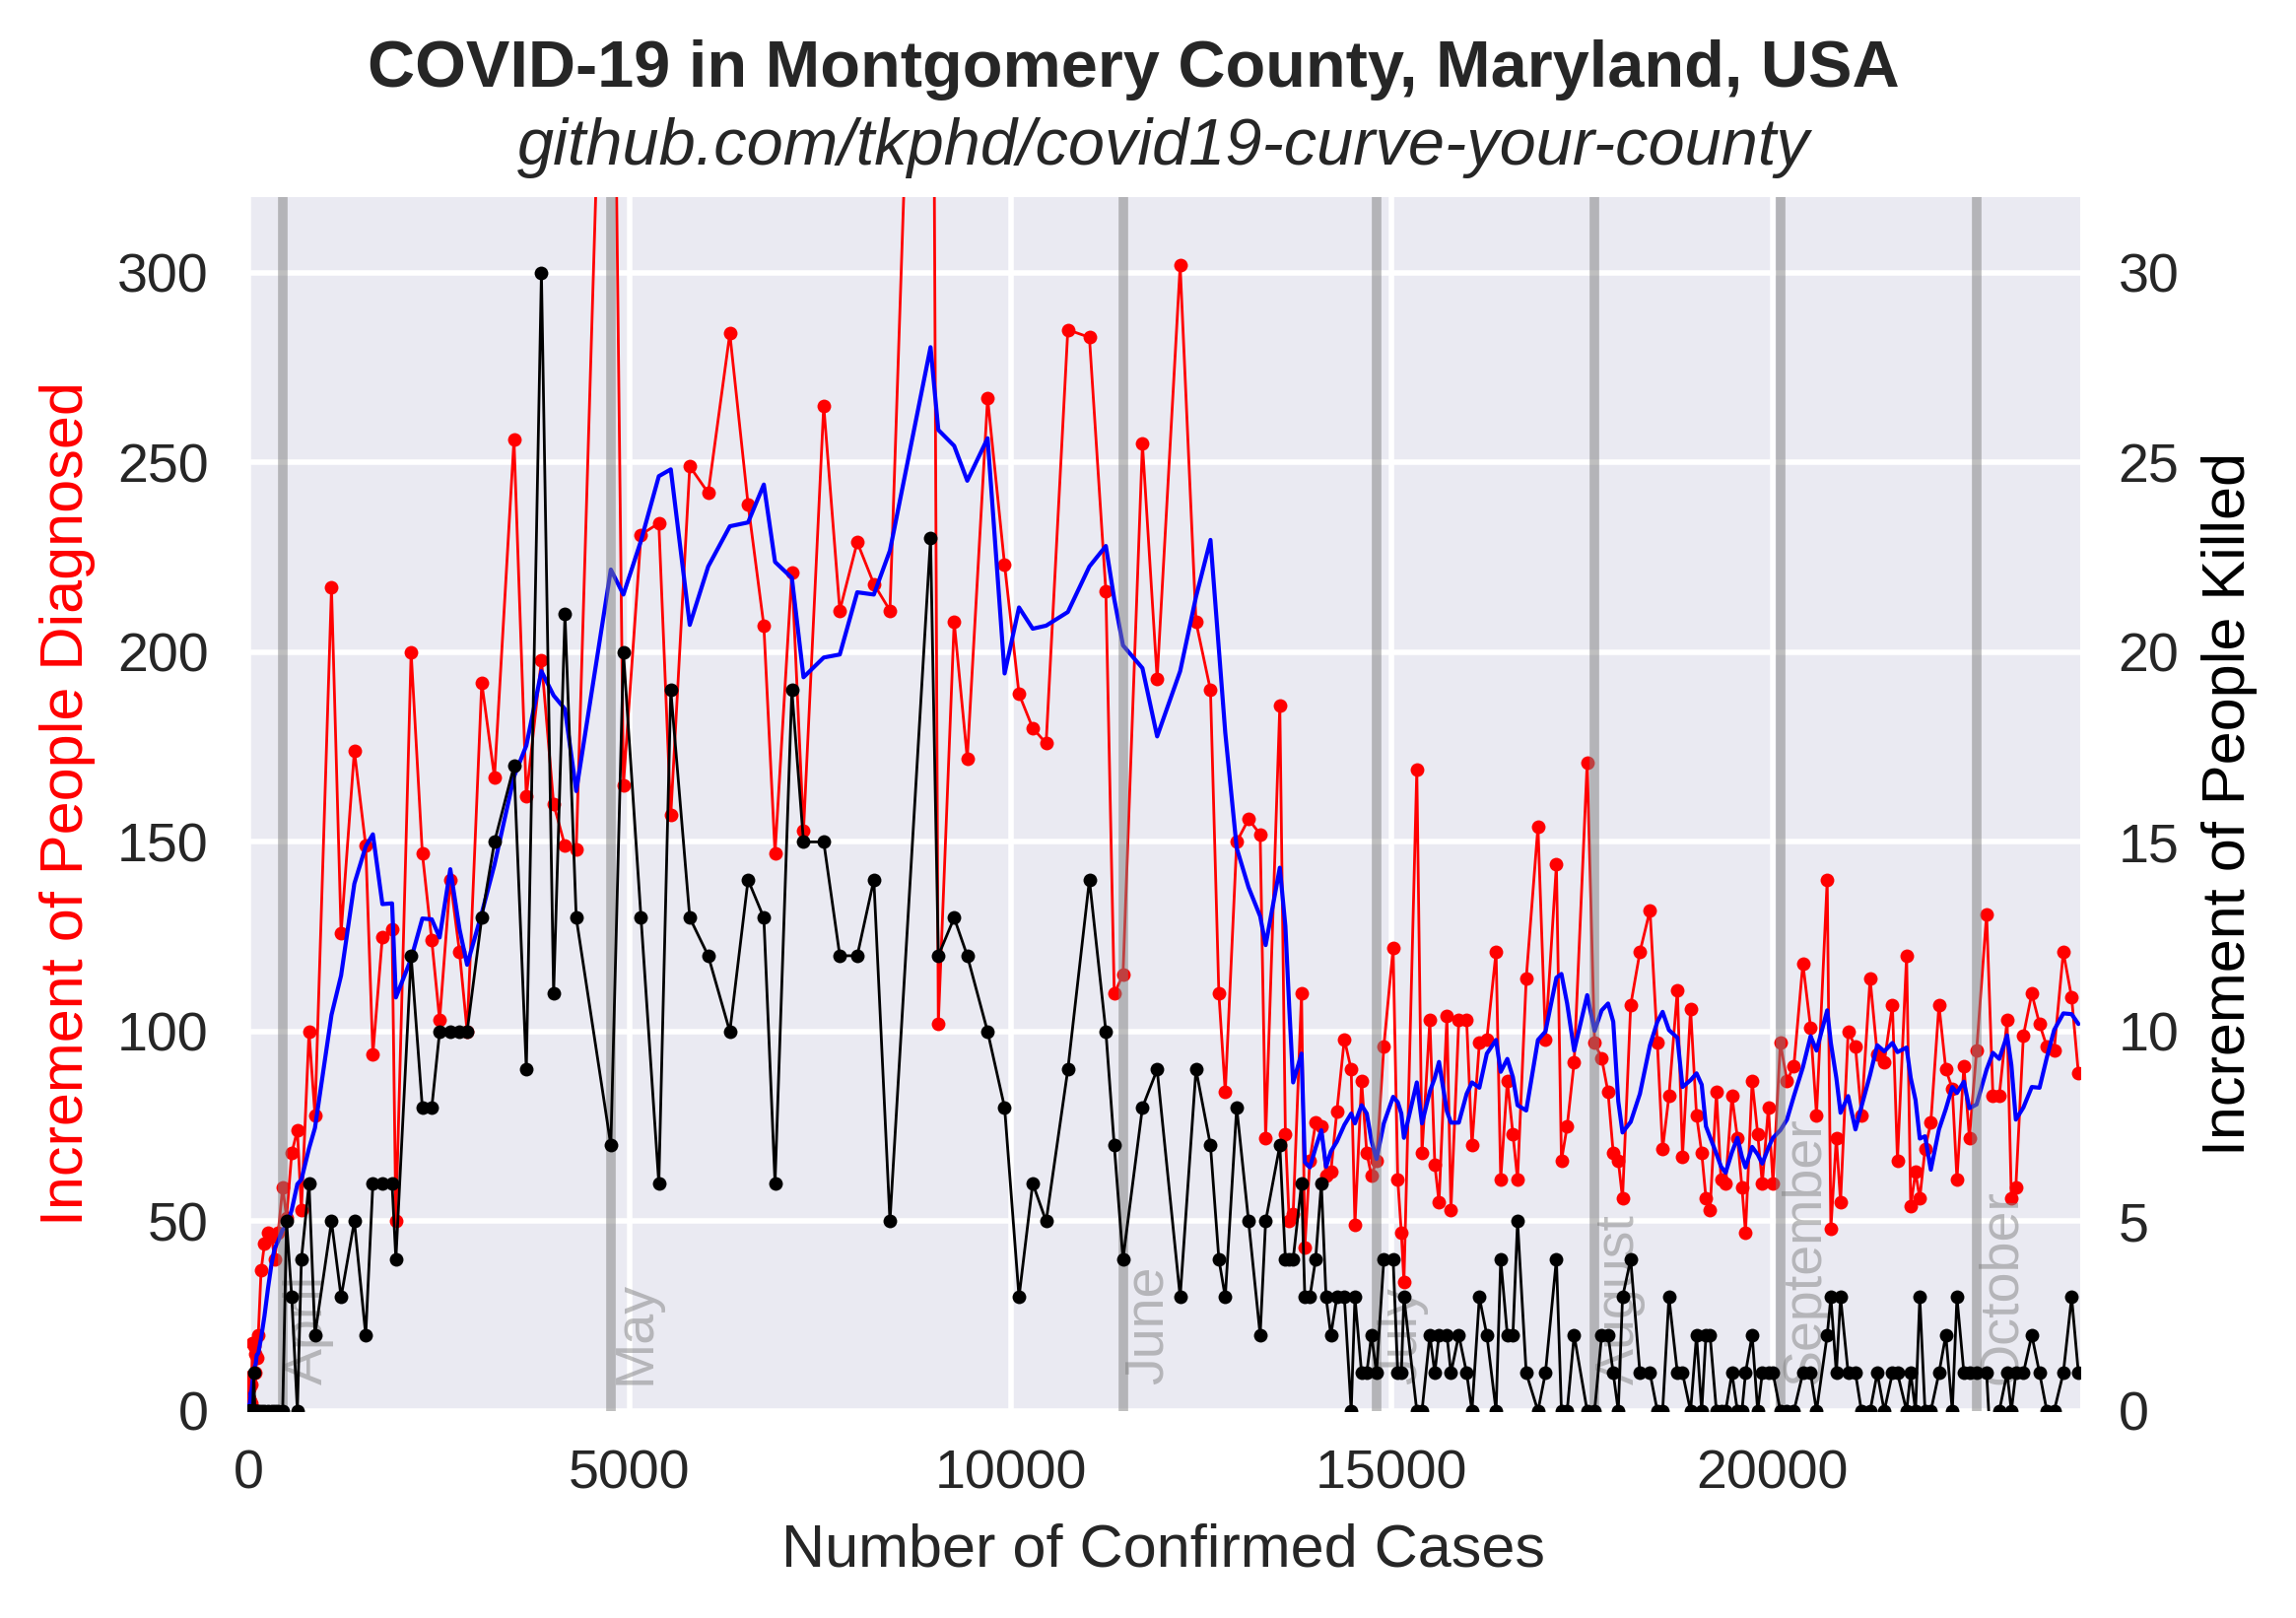 COVID-19 in Montgomery County, Maryland, USA
github.com/tkphd/covid19-curve-your-county
Increment of People Diagnosed
300
250
200
150
100
50
0
April
May
June
July
August
September
October
30
25
20
15
10
5
0
Increment of People Killed
0 5000 10000 15000 20000
Number of Confirmed Cases